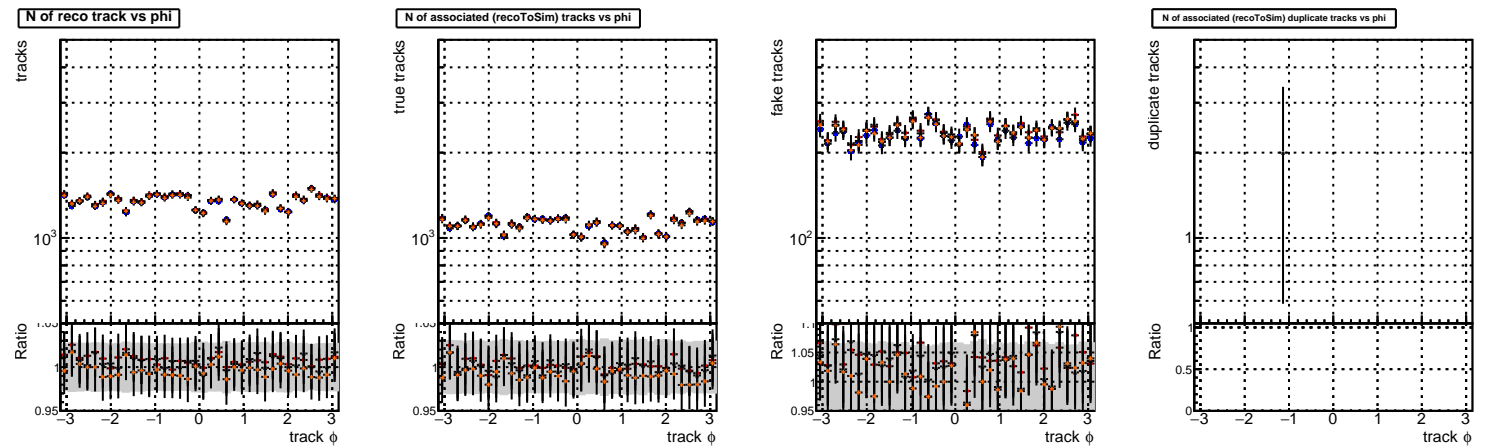 N of reco track vs phi
tracks
10³
Ratio
1.05
1
0.95
−3 −2 −1 0 1 2 3
track ϕ
N of associated (recoToSim) tracks vs phi
true tracks
10³
Ratio
1.05
1
0.95
−3 −2 −1 0 1 2 3
track ϕ
fake tracks
10²
Ratio
1.1
1.05
1
0.95
−3 −2 −1 0 1 2 3
track ϕ
N of associated (recoToSim) duplicate tracks vs phi
duplicate tracks
1
Ratio
1
0.5
0
−3 −2 −1 0 1 2 3
track ϕ